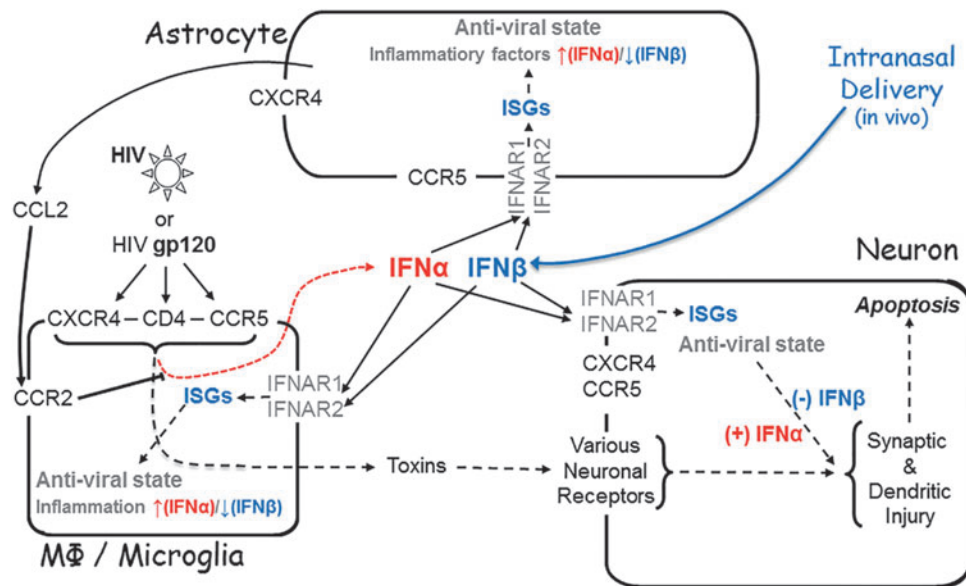 Astrocyte
Anti-viral state
Inflammatiory factors ↑(IFNα)/↓(IFNβ)
ISGs
IFNAR1
IFNAR2
CXCR4
CCR5
Intranasal
Delivery
(in vivo)
HIV
or
HIV gp120
CCL2
CXCR4 – CD4 – CCR5
CCR2
ISGs
IFNAR1
IFNAR2
Anti-viral state
Inflammation ↑(IFNα)/↓(IFNβ)
MΦ / Microglia
IFNα IFNβ
Toxins
Neuron
IFNAR1
IFNAR2
ISGs
CXCR4
CCR5
Anti-viral state
Apoptosis
(-) IFNβ
(+) IFNα
Various
Neuronal
Receptors
Synaptic
&
Dendritic
Injury